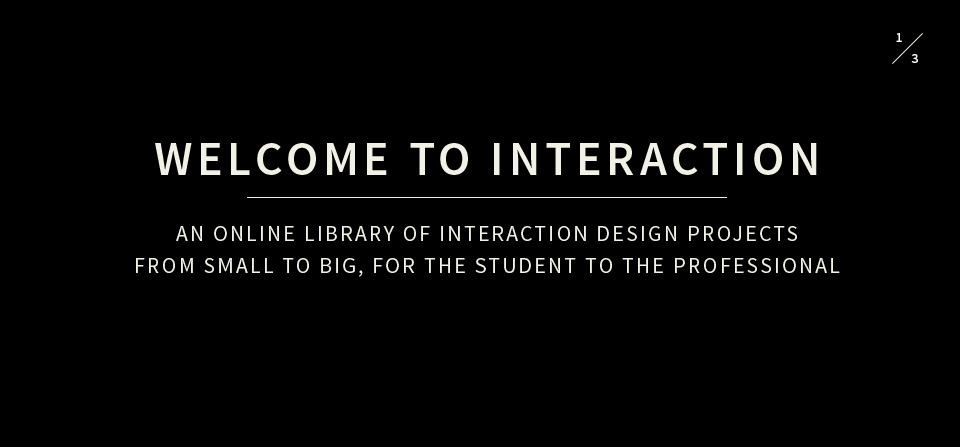 1
3
WELCOME TO INTERACTION
AN ONLINE LIBRARY OF INTERACTION DESIGN PROJECTS
FROM SMALL TO BIG, FOR THE STUDENT TO THE PROFESSIONAL